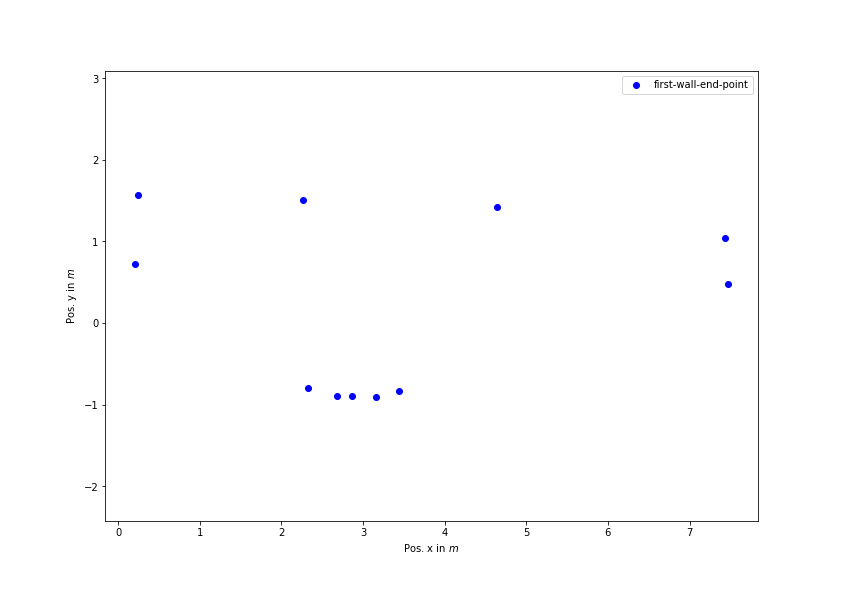 first-wall-end-point
3
2
1
0
−1
−2
Pos. y in m
0 1 2 3 4 5 6 7
Pos. x in m